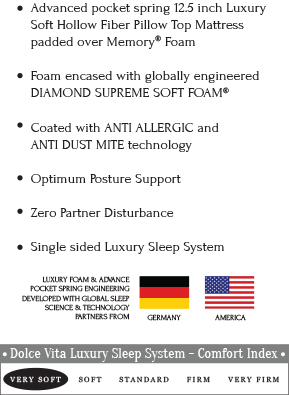 • Advanced pocket spring 12.5 inch Luxury
Soft Hollow Fiber Pillow Top Mattress
padded over Memory® Foam
• Foam encased with globally engineered
DIAMOND SUPREME SOFT FOAM®
• Coated with ANTI ALLERGIC and
ANTI DUST MITE technology
• Optimum Posture Support
• Zero Partner Disturbance
• Single sided Luxury Sleep System
LUXURY FOAM & ADVANCE
POCKET SPRING ENGINEERING
DEVELOPED WITH GLOBAL SLEEP
SCIENCE & TECHNOLOGY
PARTNERS FROM
GERMANY AMERICA
• Dolce Vita Luxury Sleep System – Comfort Index •
VERY SOFT SOFT STANDARD FIRM VERY FIRM